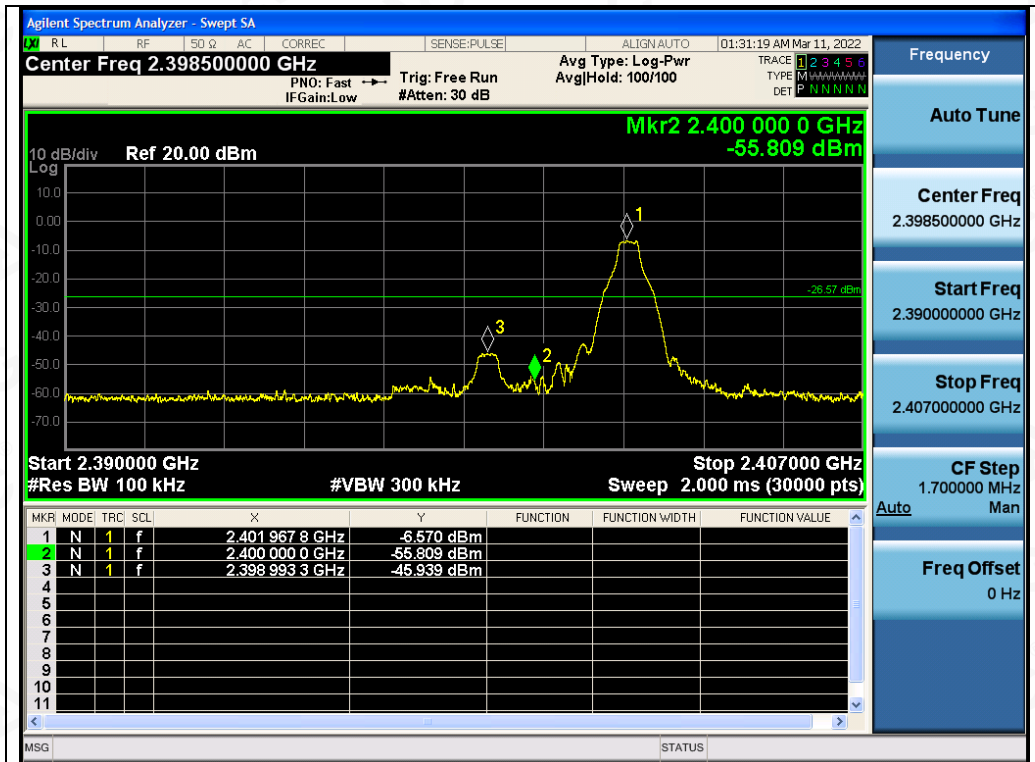 Agilent Spectrum Analyzer - Swept SA
LXI RL RF 50 Ω AC CORREC SENSE:PULSE ALIGN AUTO 01:31:19 AM Mar 11, 2022
Center Freq 2.398500000 GHz
PNO: Fast
IFGain:Low
Trig: Free Run
#Atten: 30 dB
Avg Type: Log-Pwr
Avg|Hold: 100/100
TRACE 1 2 3 4 5 6
TYPE M
DET P N N N N N
Mkr2 2.400 000 0 GHz
-55.809 dBm
10 dB/div Ref 20.00 dBm
Log
10.0
0.00
-10.0
-20.0
-30.0
-40.0
-50.0
-60.0
-70.0
1
-26.57 dBm
3
2
Start 2.390000 GHz Stop 2.407000 GHz
#Res BW 100 kHz #VBW 300 kHz Sweep 2.000 ms (30000 pts)
MKR MODE TRC SCL X Y FUNCTION FUNCTION WIDTH FUNCTION VALUE
1 N 1 f 2.401 967 8 GHz -6.570 dBm
2 N 1 f 2.400 000 0 GHz -55.809 dBm
3 N 1 f 2.398 993 3 GHz -45.939 dBm
4
5
6
7
8
9
10
11
MSG STATUS
Frequency
Auto Tune
Center Freq
2.398500000 GHz
Start Freq
2.390000000 GHz
Stop Freq
2.407000000 GHz
CF Step
1.700000 MHz
Auto Man
Freq Offset
0 Hz